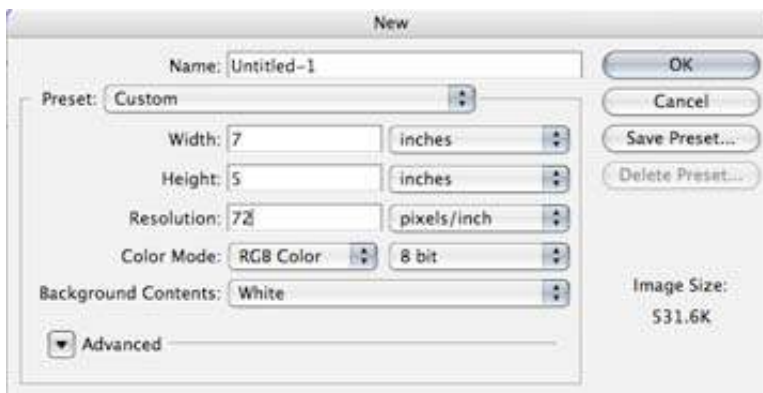 New
Name: Untitled-1
OK
Preset: Custom
Cancel
Width: 7 inches
Save Preset...
Height: 5 inches
Delete Preset...
Resolution: 72 pixels/inch
Color Mode: RGB Color 8 bit
Background Contents: White
Image Size:
531.6K
Advanced